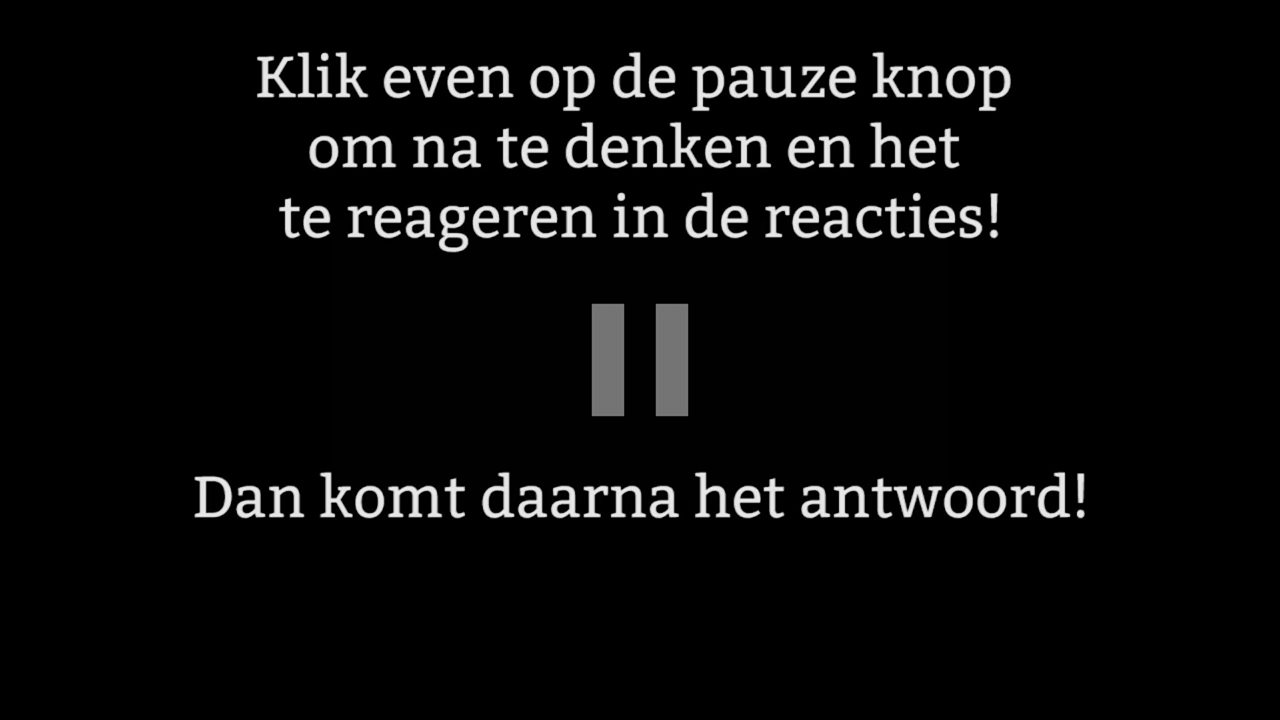 Klik even op de pauze knop
om na te denken en het
te reageren in de reacties!
Dan komt daarna het antwoord!